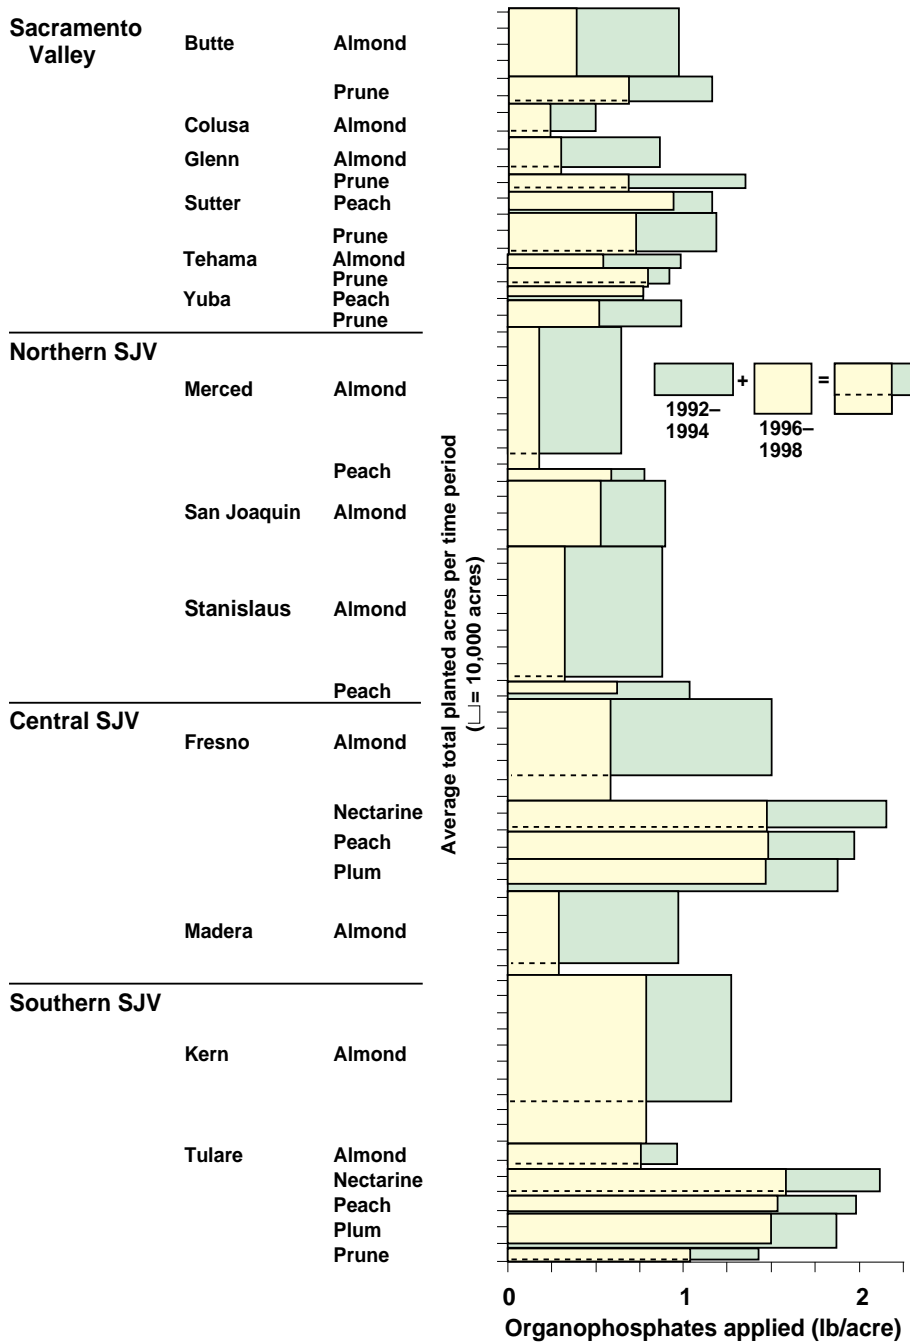 Sacramento
Valley
Butte Almond
Prune
Colusa Almond
Glenn Almond
Prune
Sutter Peach
Prune
Tehama Almond
Prune
Yuba Peach
Prune
Northern SJV
Merced Almond
Peach
San Joaquin Almond
Stanislaus Almond
Peach
Central SJV
Fresno Almond
Nectarine
Peach
Plum
Madera Almond
Southern SJV
Kern Almond
Tulare Almond
Nectarine
Peach
Plum
Prune
Average total planted acres per time period
(= 10,000 acres)
+ =
1992–
1994
1996–
1998
0 1 2
Organophosphates applied (lb/acre)